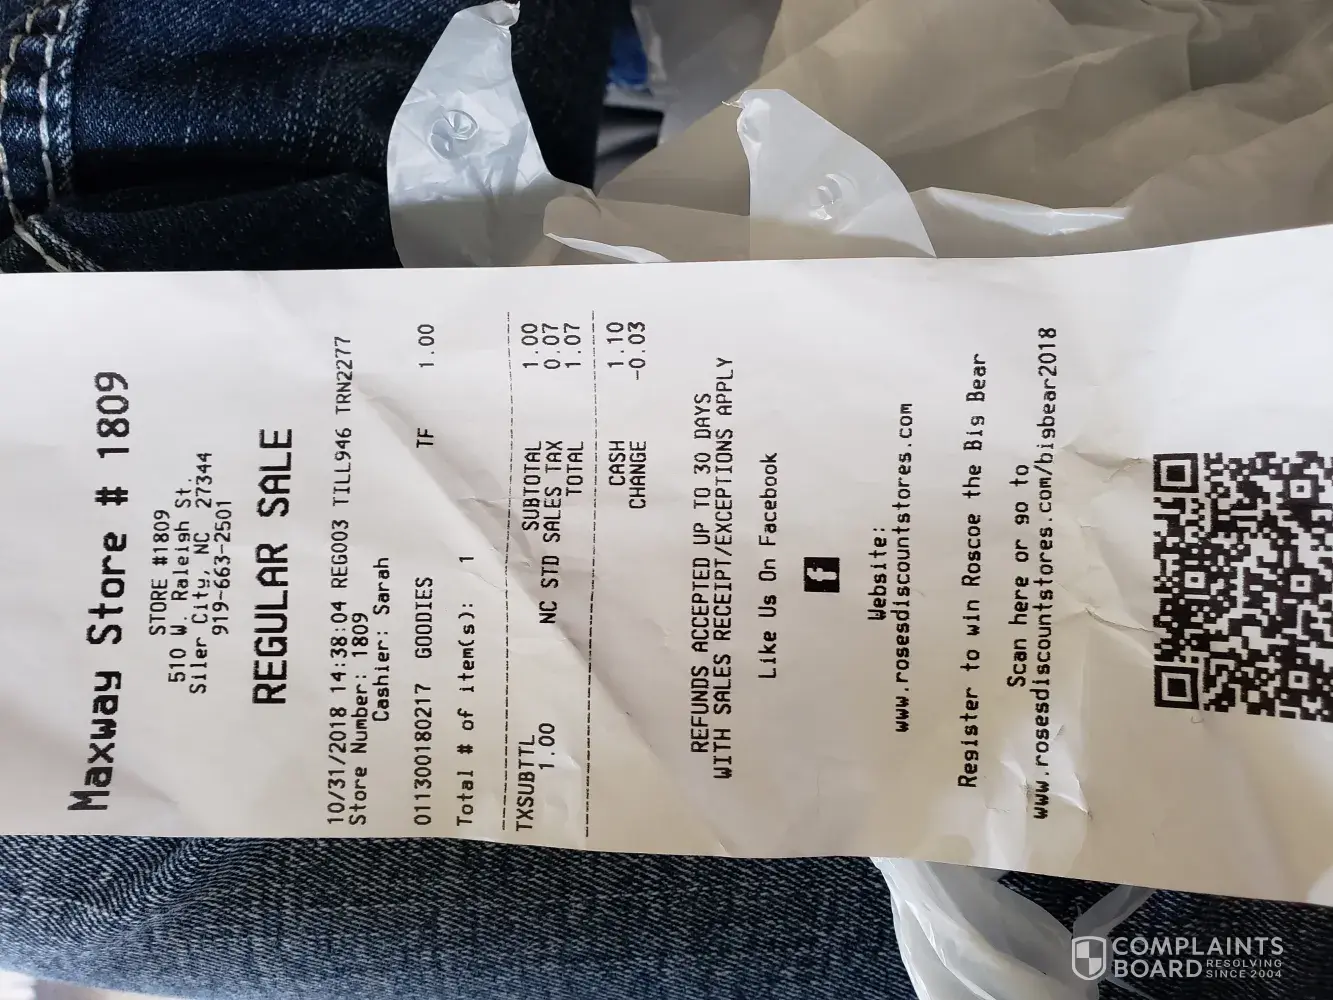 Maxway Store # 1809
STORE #1809
510 W. Raleigh St.
Siler City, NC 27344
919-663-2501
REGULAR SALE
10/31/2018 14:38:04 REG003 TILL946 TRN2277
Store Number: 1809
Cashier: Sarah
011300180217 GOODIES TF 1.00
Total # of item(s): 1
TXSUBTTL SUBTOTAL 1.00
1.00 NC STD SALES TAX 0.07
TOTAL 1.07
CASH 1.10
CHANGE -0.03
REFUNDS ACCEPTED UP TO 30 DAYS
WITH SALES RECEIPT/EXCEPTIONS APPLY
Like Us On Facebook
f
Website:
www.rosesdiscountstores.com
Register to win Roscoe the Big Bear
Scan here or go to
www.rosesdiscountstores.com/bigbear2018
COMPLAINTS
BOARD RESOLVING
SINCE 2004